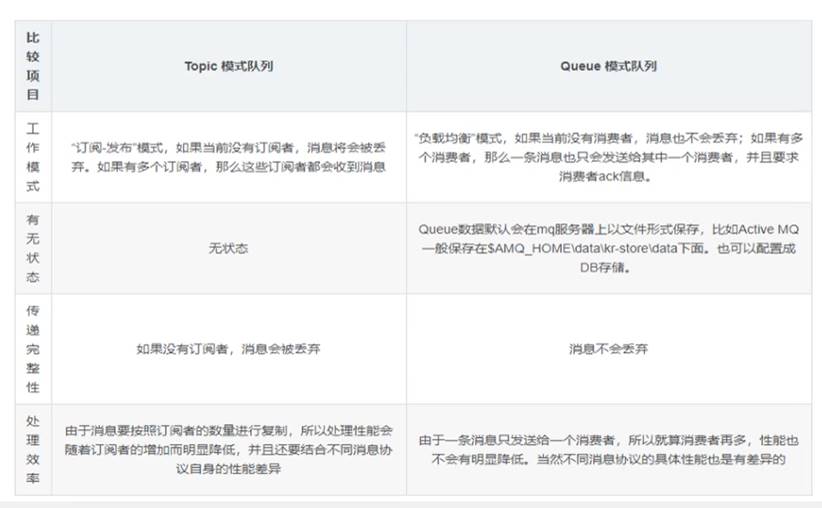 比
较
项
目
Topic 模式队列
Queue 模式队列
工
作
模
式
“订阅-发布”模式，如果当前没有订阅者，消息将会被丢
弃。如果有多个订阅者，那么这些订阅者都会收到消息
“负载均衡”模式，如果当前没有消费者，消息也不会丢弃；如果有多
个消费者，那么一条消息也只会发送给其中一个消费者，并且要求
消费者ack信息。
有
无
状
态
无状态
Queue数据默认会在mq服务器上以文件形式保存，比如Active MQ
一般保存在$AMQ_HOME\data\kr-store\data下面。也可以配置成
DB存储。
传
递
完
整
性
如果没有订阅者，消息会被丢弃
消息不会丢弃
处
理
效
率
由于消息要按照订阅者的数量进行复制，所以处理性能会
随着订阅者的增加而明显降低，并且还要结合不同消息协
议自身的性能差异
由于一条消息只发送给一个消费者，所以就算消费者再多，性能也
不会有明显降低。当然不同消息协议的具体性能也是有差异的